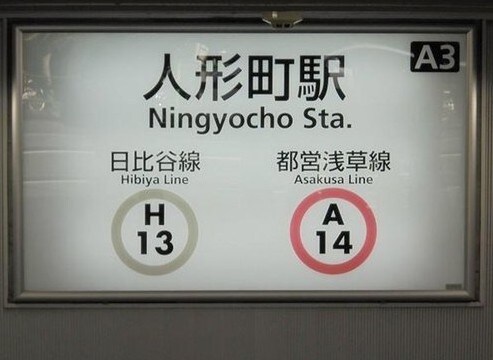 人形町駅
A3
Ningyocho Sta.
日比谷線
Hibiya Line
H
13
都営浅草線
Asakusa Line
A
14